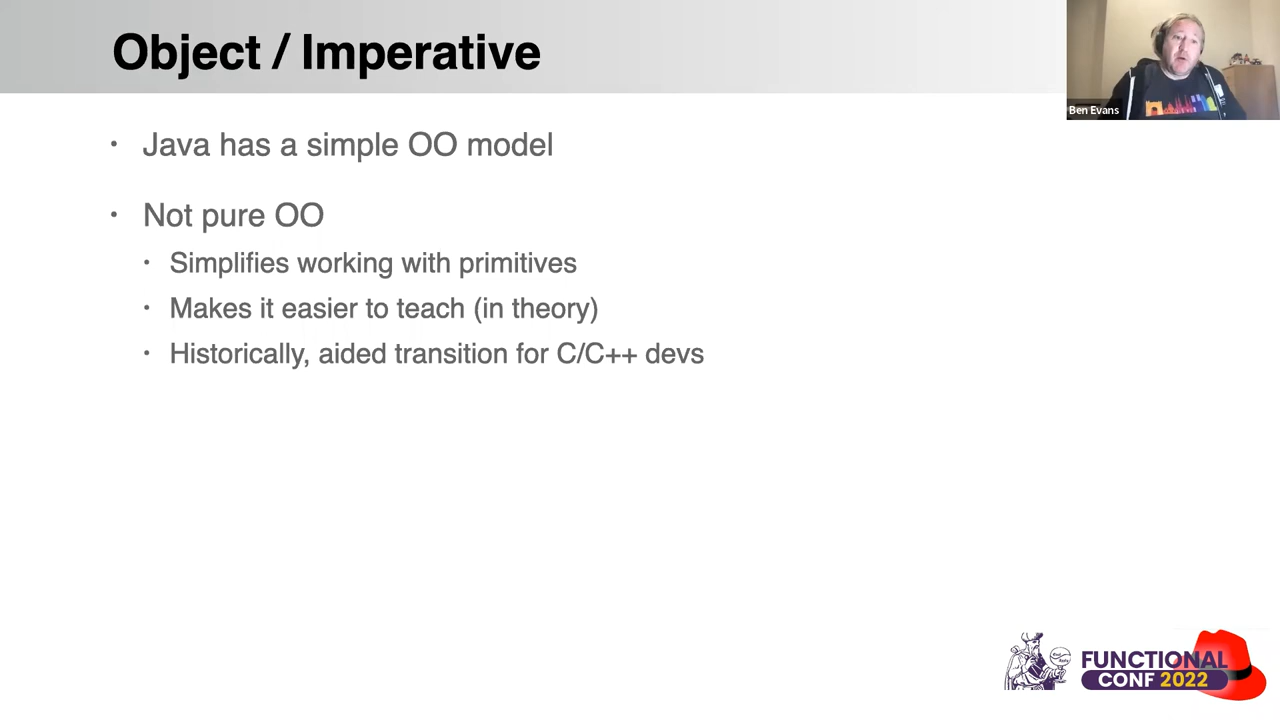 Object / Imperative
Ben Evans
• Java has a simple OO model
• Not pure OO
• Simplifies working with primitives
• Makes it easier to teach (in theory)
• Historically, aided transition for C/C++ devs
FUNCTIONAL
CONF 2022